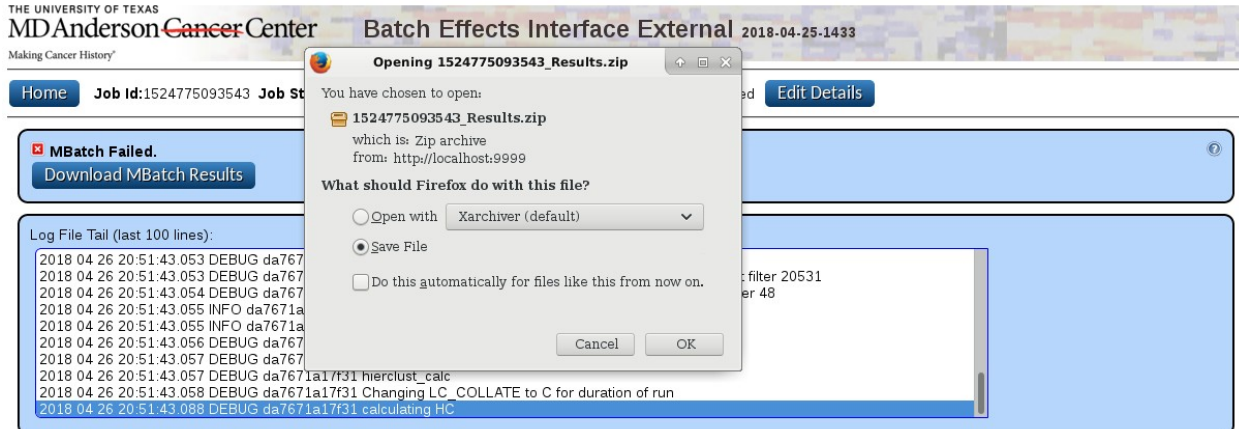 THE UNIVERSITY OF TEXAS
MDAnderson Cancer Center
Making Cancer History®
Batch Effects Interface External 2018-04-25-1433
Opening 1524775093543_Results.zip
Home Job Id:1524775093543 Job St
ed Edit Details
You have chosen to open:
1524775093543_Results.zip
which is: Zip archive
from: http://localhost:9999
MBatch Failed.
Download MBatch Results
What should Firefox do with this file?
Open with Xarchiver (default)
Save File
Do this automatically for files like this from now on.
Cancel OK
Log File Tail (last 100 lines):
2018 04 26 20:51:43.053 DEBUG da767
2018 04 26 20:51:43.053 DEBUG da767 t filter 20531
2018 04 26 20:51:43.054 DEBUG da767 er 48
2018 04 26 20:51:43.055 INFO da7671a
2018 04 26 20:51:43.055 INFO da7671a
2018 04 26 20:51:43.056 DEBUG da767
2018 04 26 20:51:43.057 DEBUG da767
2018 04 26 20:51:43.057 DEBUG da7671a17f31 hierclust_calc
2018 04 26 20:51:43.058 DEBUG da7671a17f31 Changing LC_COLLATE to C for duration of run
2018 04 26 20:51:43.088 DEBUG da7671a17f31 calculating HC